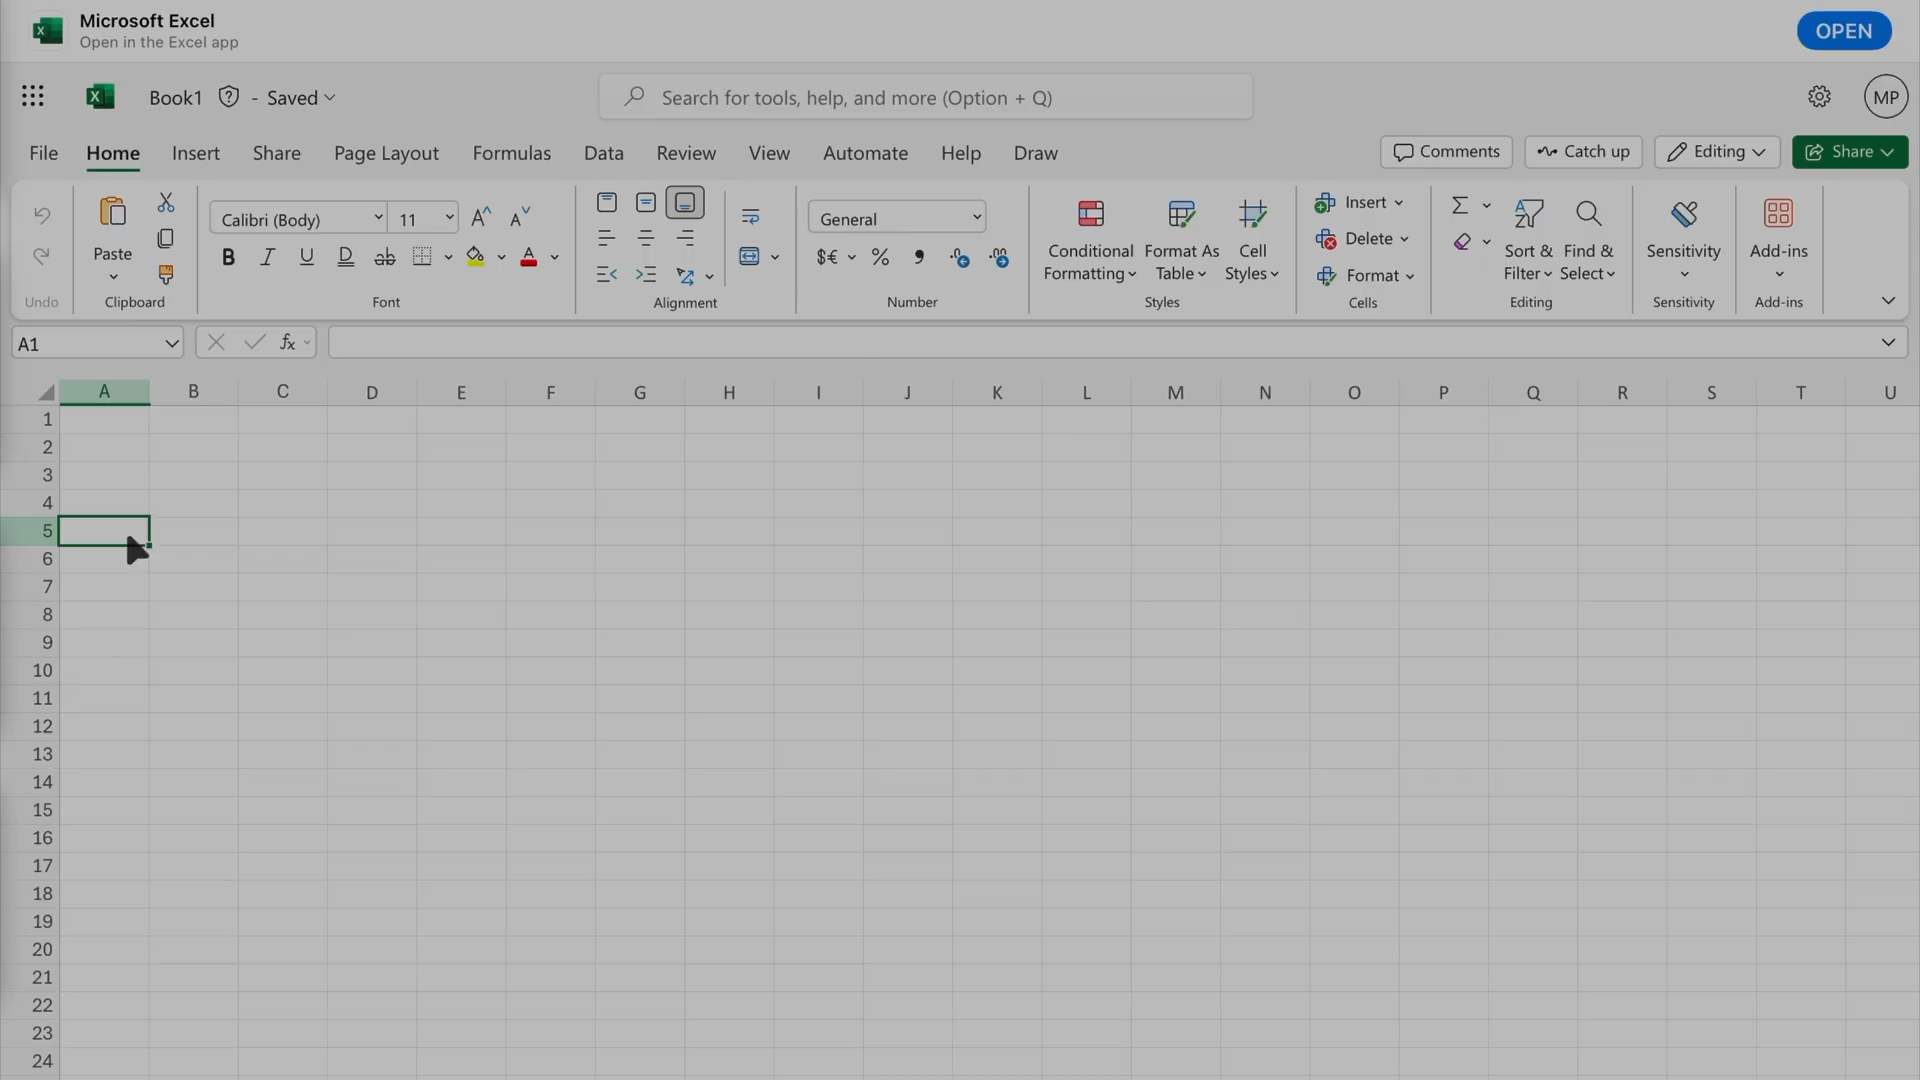 Microsoft Excel
Open in the Excel app
OPEN
Book1 - Saved
Search for tools, help, and more (Option + Q)
MP
File Home Insert Share Page Layout Formulas Data Review View Automate Help Draw
Comments Catch up Editing Share
Calibri (Body) 11
General
Insert
Delete
Format
Paste
B I U D ab A
$€ % 9
Conditional Formatting
Format As Table
Cell Styles
Sort & Filter
Find & Select
Sensitivity
Add-ins
Undo Clipboard Font Alignment Number Styles Cells Editing Sensitivity Add-ins
A1 fx
A B C D E F G H I J K L M N O P Q R S T U
1
2
3
4
5
6
7
8
9
10
11
12
13
14
15
16
17
18
19
20
21
22
23
24